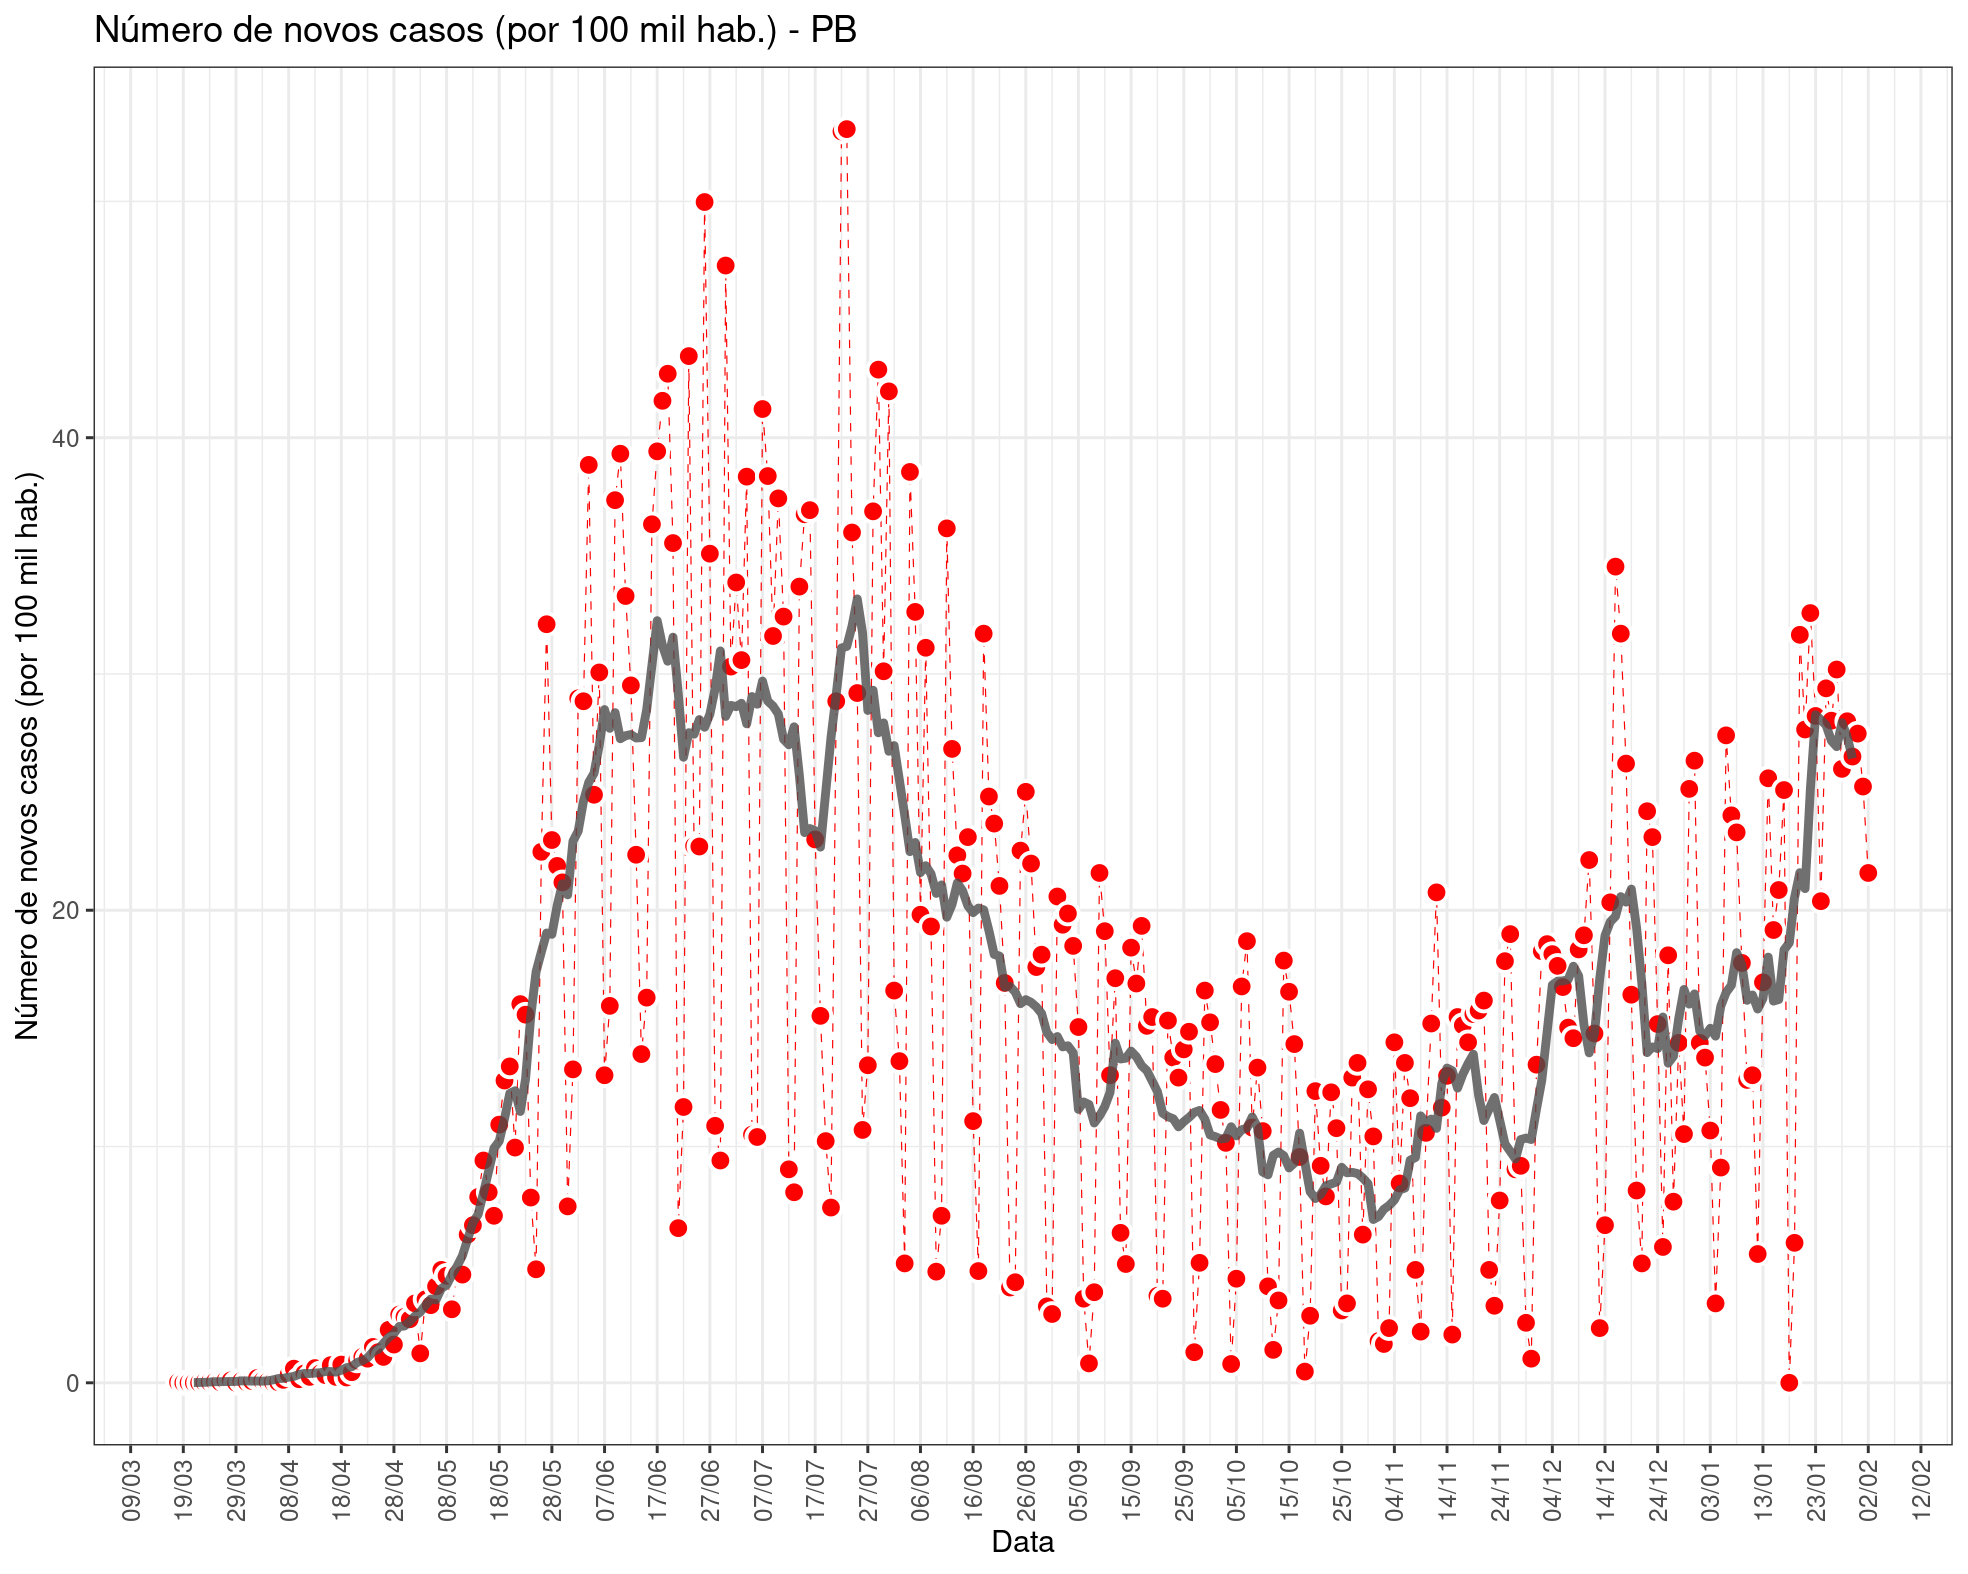 Número de novos casos (por 100 mil hab.) - PB
Número de novos casos (por 100 mil hab.)
40
20
0
09/03 19/03 29/03 08/04 18/04 28/04 08/05 18/05 28/05 07/06 17/06 27/06 07/07 17/07 27/07 06/08 16/08 26/08 05/09 15/09 25/09 05/10 15/10 25/10 04/11 14/11 24/11 04/12 14/12 24/12 03/01 13/01 23/01 02/02 12/02
Data